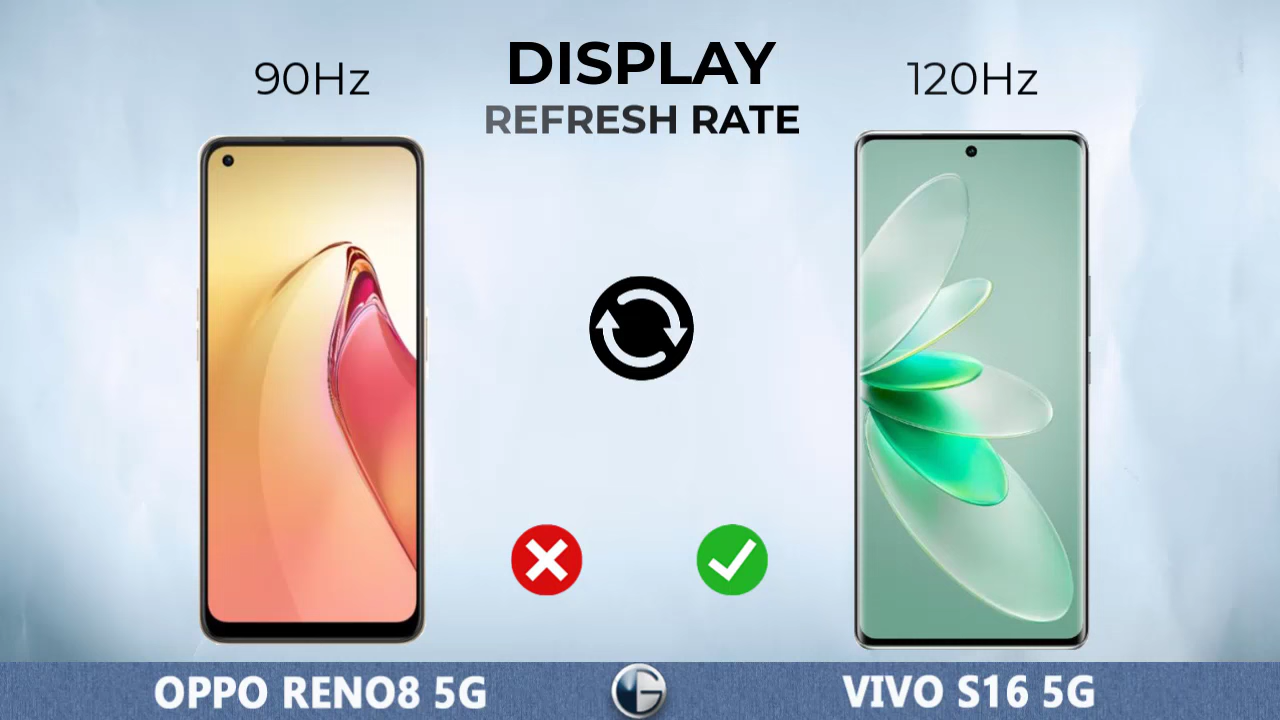 DISPLAY
REFRESH RATE
90Hz
120Hz
OPPO RENO8 5G
VIVO S16 5G